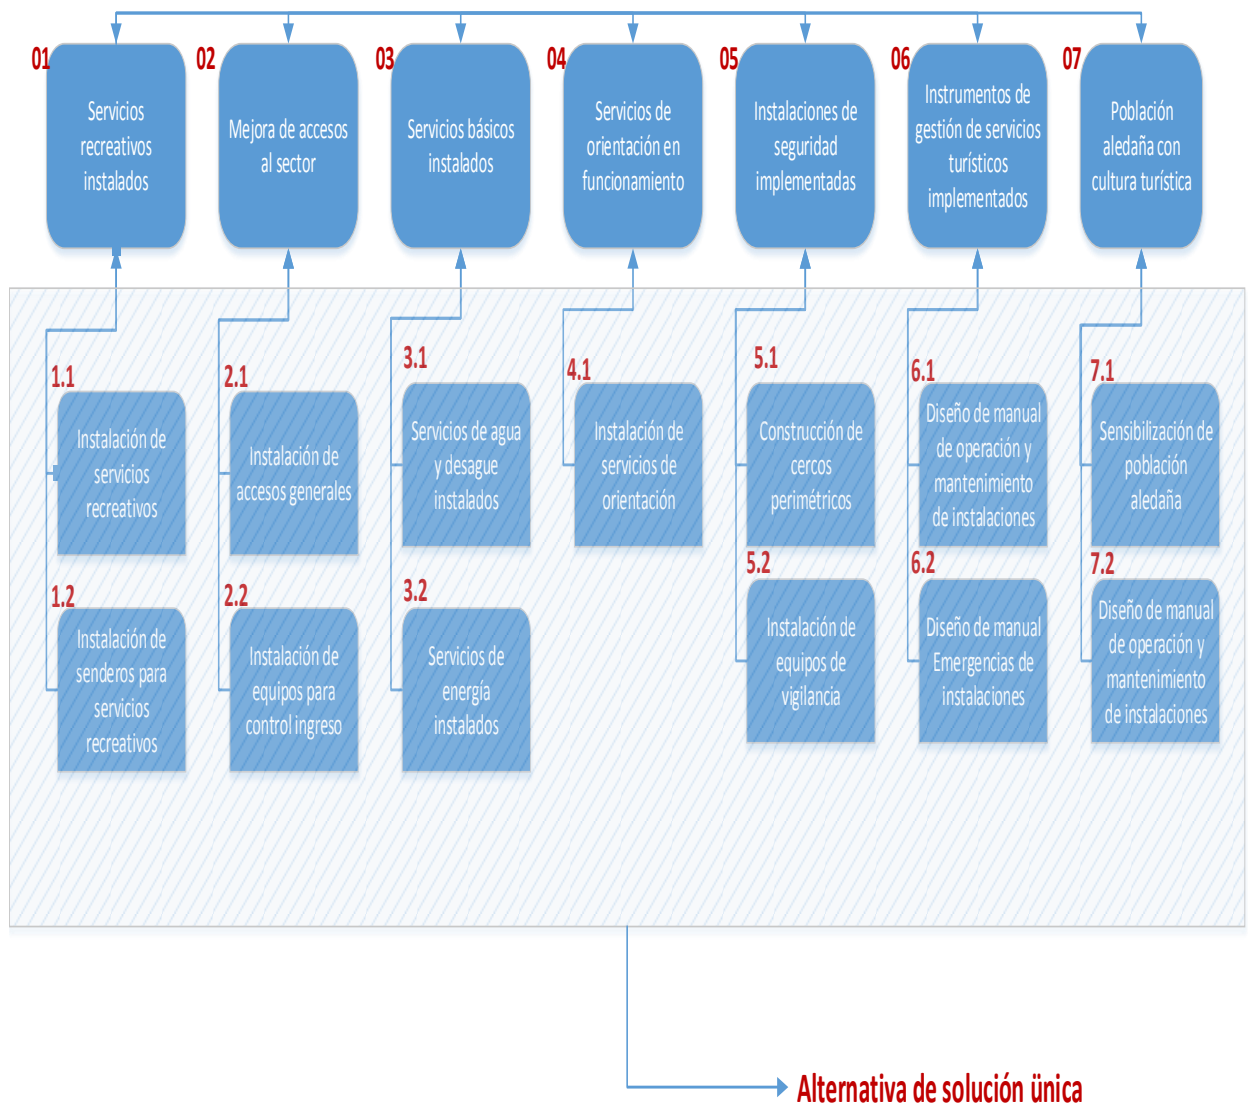 01
Servicios
recreativos
instalados
02
Mejora de accesos
al sector
03
Servicios básicos
instalados
04
Servicios de
orientación en
funcionamiento
05
Instalaciones de
seguridad
implementadas
06
Instrumentos de
gestión de servicios
turísticos
implementados
07
Población
aledaña con
cultura turística
1.1
Instalación de
servicios
recreativos
1.2
Instalación de
senderos para
servicios
recreativos
2.1
Instalación de
accesos generales
2.2
Instalación de
equipos para
control ingreso
3.1
Servicios de agua
y desague
instalados
3.2
Servicios de
energía
instalados
4.1
Instalación de
servicios de
orientación
5.1
Construcción de
cercos
perimétricos
5.2
Instalación de
equipos de
vigilancia
6.1
Diseño de manual
de operación y
mantenimiento
de instalaciones
6.2
Diseño de manual
Emergencias de
instalaciones
7.1
Sensibilización de
población
aledaña
7.2
Diseño de manual
de operación y
mantenimiento
de instalaciones
Alternativa de solución ünica